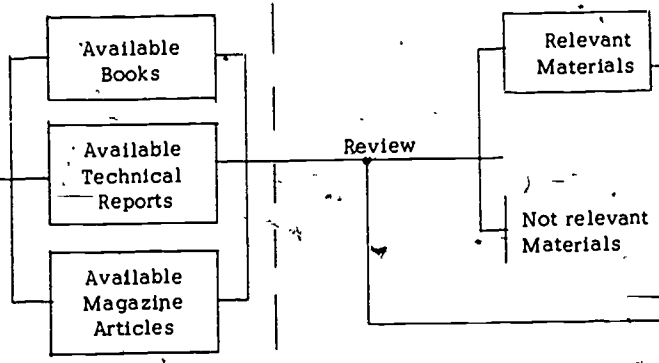 Available
Books
Available
Technical
Reports
Available
Magazine
Articles
Review
Relevant
Materials
Not relevant
Materials